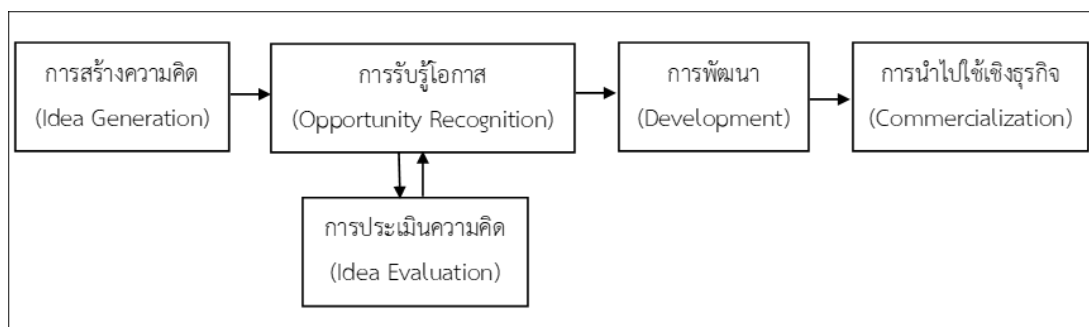 การสร้างความคิด
(Idea Generation)
การรับรู้โอกาส
(Opportunity Recognition)
การพัฒนา
(Development)
การนำไปใช้เชิงธุรกิจ
(Commercialization)
การประเมินความคิด
(Idea Evaluation)